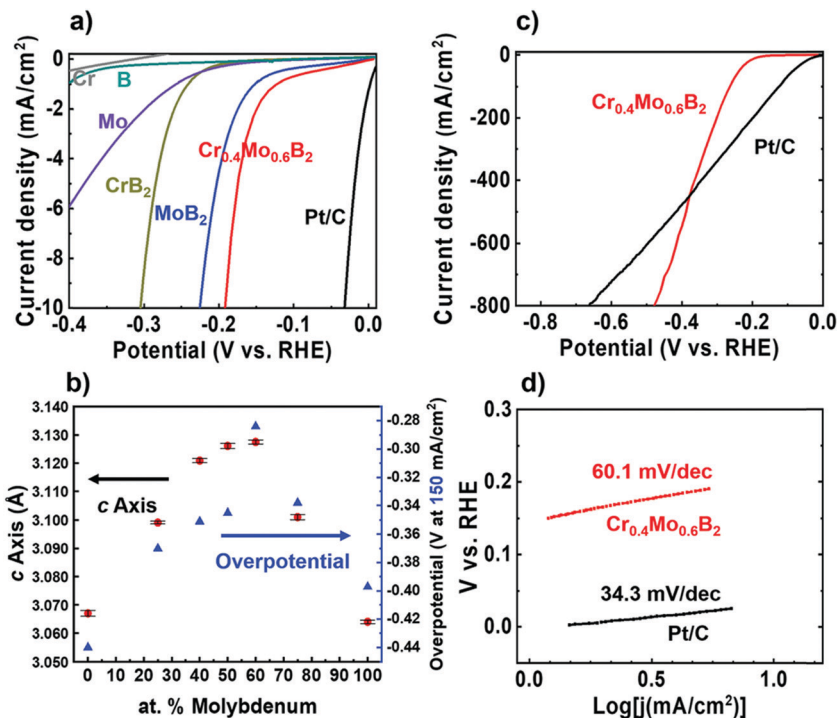 a)
Current density (mA/cm²)
0
-2
-4
-6
-8
-10
Cr
B
Mo
CrB₂
MoB₂
Cr₀.₄Mo₀.₆B₂
Pt/C
-0.4
-0.3
-0.2
-0.1
0.0
Potential (V vs. RHE)
c)
Current density (mA/cm²)
0
-200
-400
-600
-800
Cr₀.₄Mo₀.₆B₂
Pt/C
-0.8
-0.6
-0.4
-0.2
0.0
Potential (V vs. RHE)
b)
c Axis (Å)
3.140
3.130
3.120
3.110
3.100
3.090
3.080
3.070
3.060
3.050
c Axis
Overpotential
-0.28
-0.30
-0.32
-0.34
-0.36
-0.38
-0.40
-0.42
-0.44
Overpotential (V at 150 mA/cm²)
0 10 20 30 40 50 60 70 80 90 100
at. % Molybdenum
d)
V vs. RHE
0.3
0.2
0.1
0.0
60.1 mV/dec
Cr₀.₄Mo₀.₆B₂
34.3 mV/dec
Pt/C
0.0
0.5
1.0
Log[j(mA/cm²)]